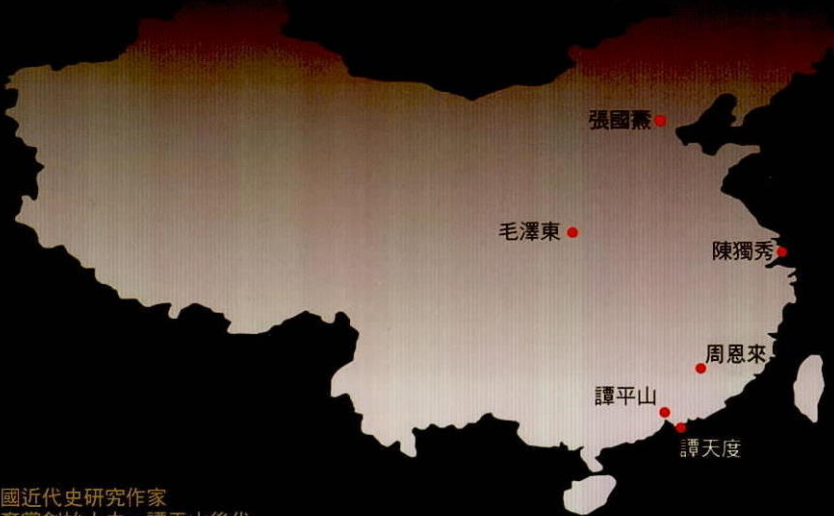 張國燾
毛澤東
陳獨秀
周恩來
譚平山
譚天度
國近代史研究作家